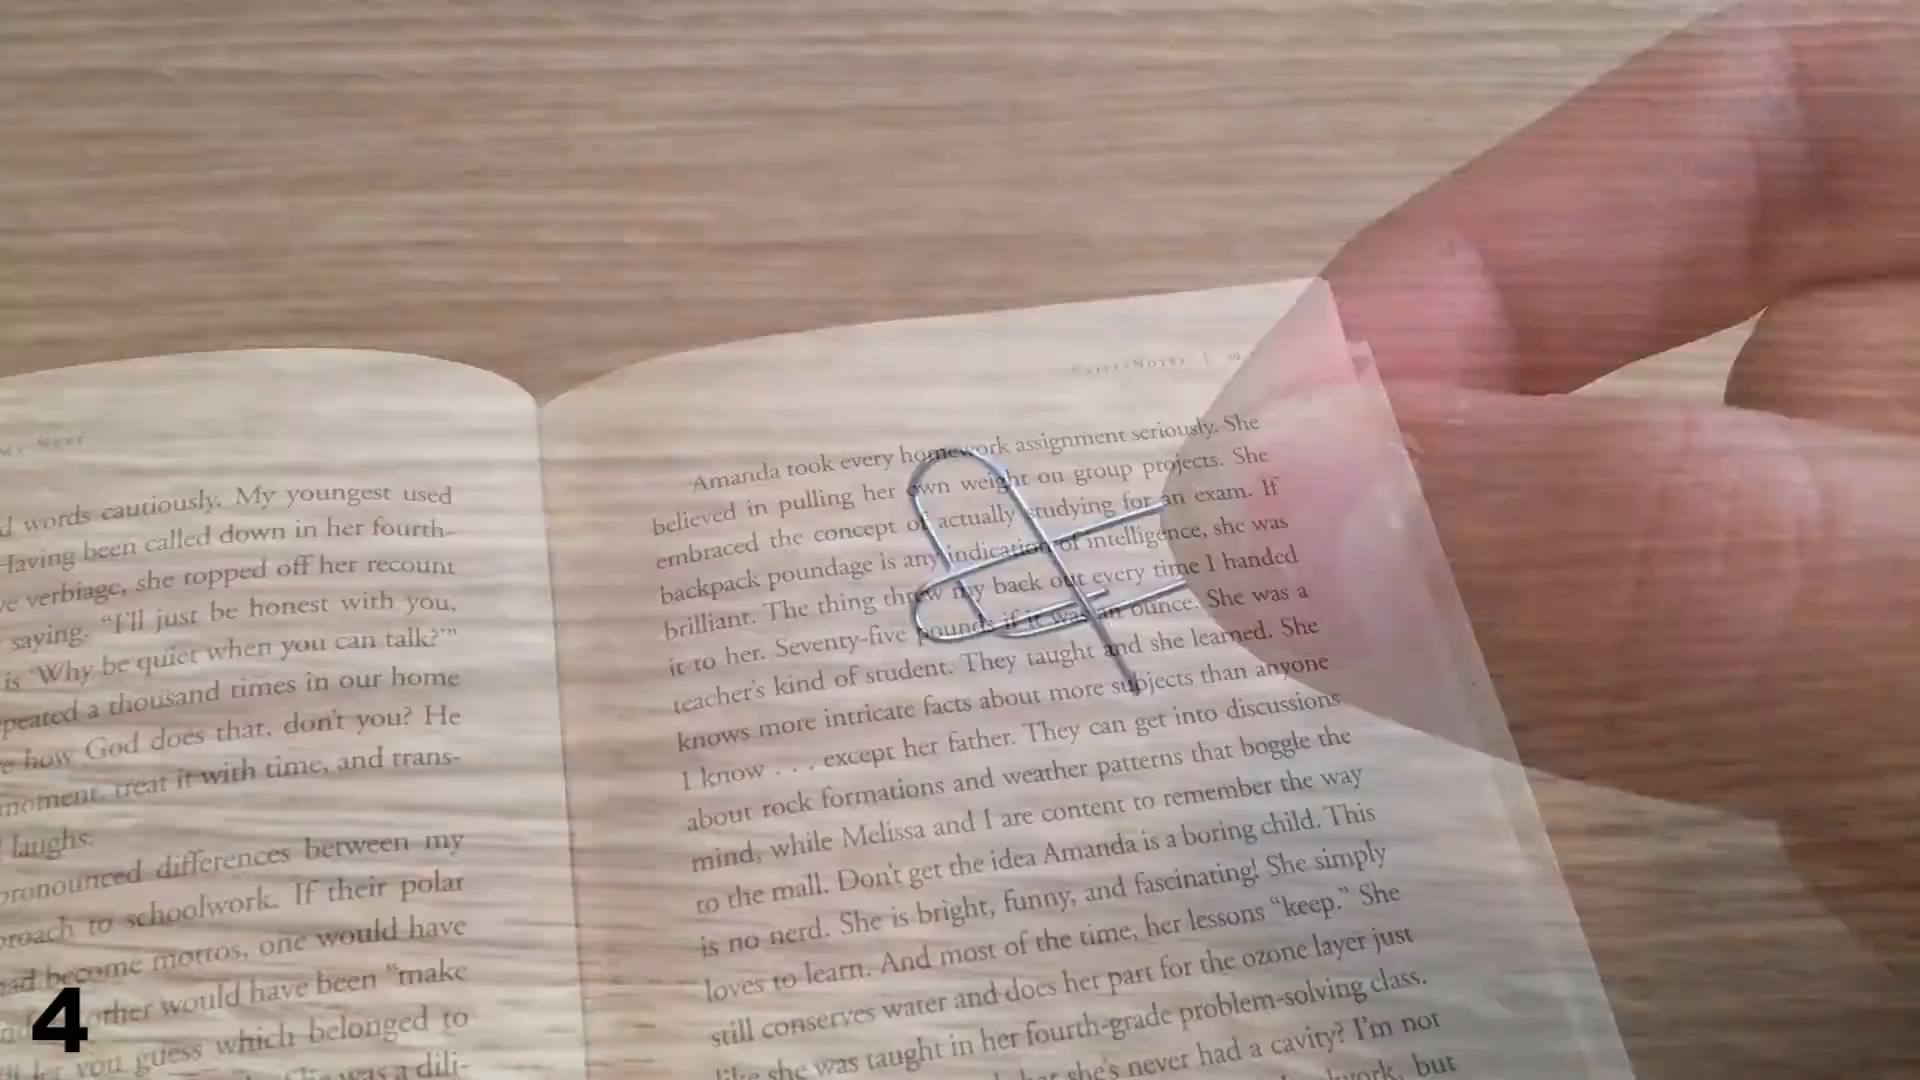 d words cautiously. My youngest used
Having been called down in her fourth-
ve verbiage, she topped off her recount
saying, “I'll just be honest with you,
is ‘Why be quiet when you can talk?’”
peated a thousand times in our home
e how God does that, don't you? He
moment, treat it with time, and trans-
laughs.
pronounced differences between my
proach to schoolwork. If their polar
had become mottos, one would have
other would have been “make
you guess which belonged to
was a dili-
Amanda took every homework assignment seriously. She
believed in pulling her own weight on group projects. She
embraced the concept of actually studying for an exam. If
backpack poundage is any indication of intelligence, she was
brilliant. The thing threw my back out every time I handed
it to her. Seventy-five pounds if it was an ounce. She was a
teacher's kind of student. They taught and she learned. She
knows more intricate facts about more subjects than anyone
I know . . . except her father. They can get into discussions
about rock formations and weather patterns that boggle the
mind, while Melissa and I are content to remember the way
to the mall. Don't get the idea Amanda is a boring child. This
is no nerd. She is bright, funny, and fascinating! She simply
loves to learn. And most of the time, her lessons “keep.” She
still conserves water and does her part for the ozone layer just
like she was taught in her fourth-grade problem-solving class.
she's never had a cavity? I'm not
but
4